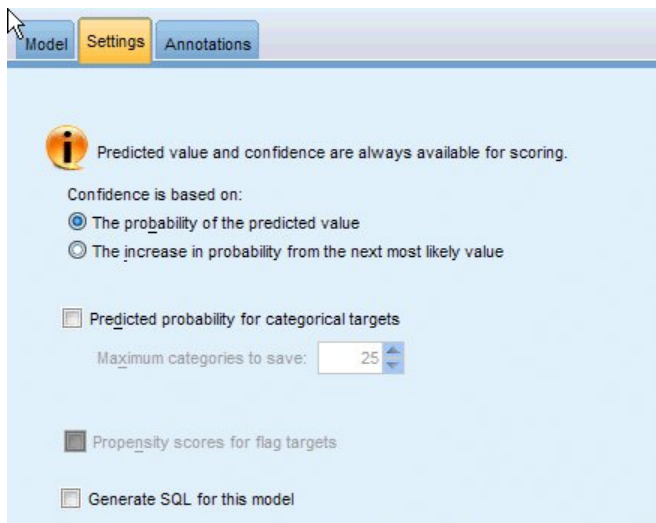 Model Settings Annotations
Predicted value and confidence are always available for scoring.
Confidence is based on:
The probability of the predicted value
The increase in probability from the next most likely value
Predicted probability for categorical targets
Maximum categories to save: 25
Propensity scores for flag targets
Generate SQL for this model